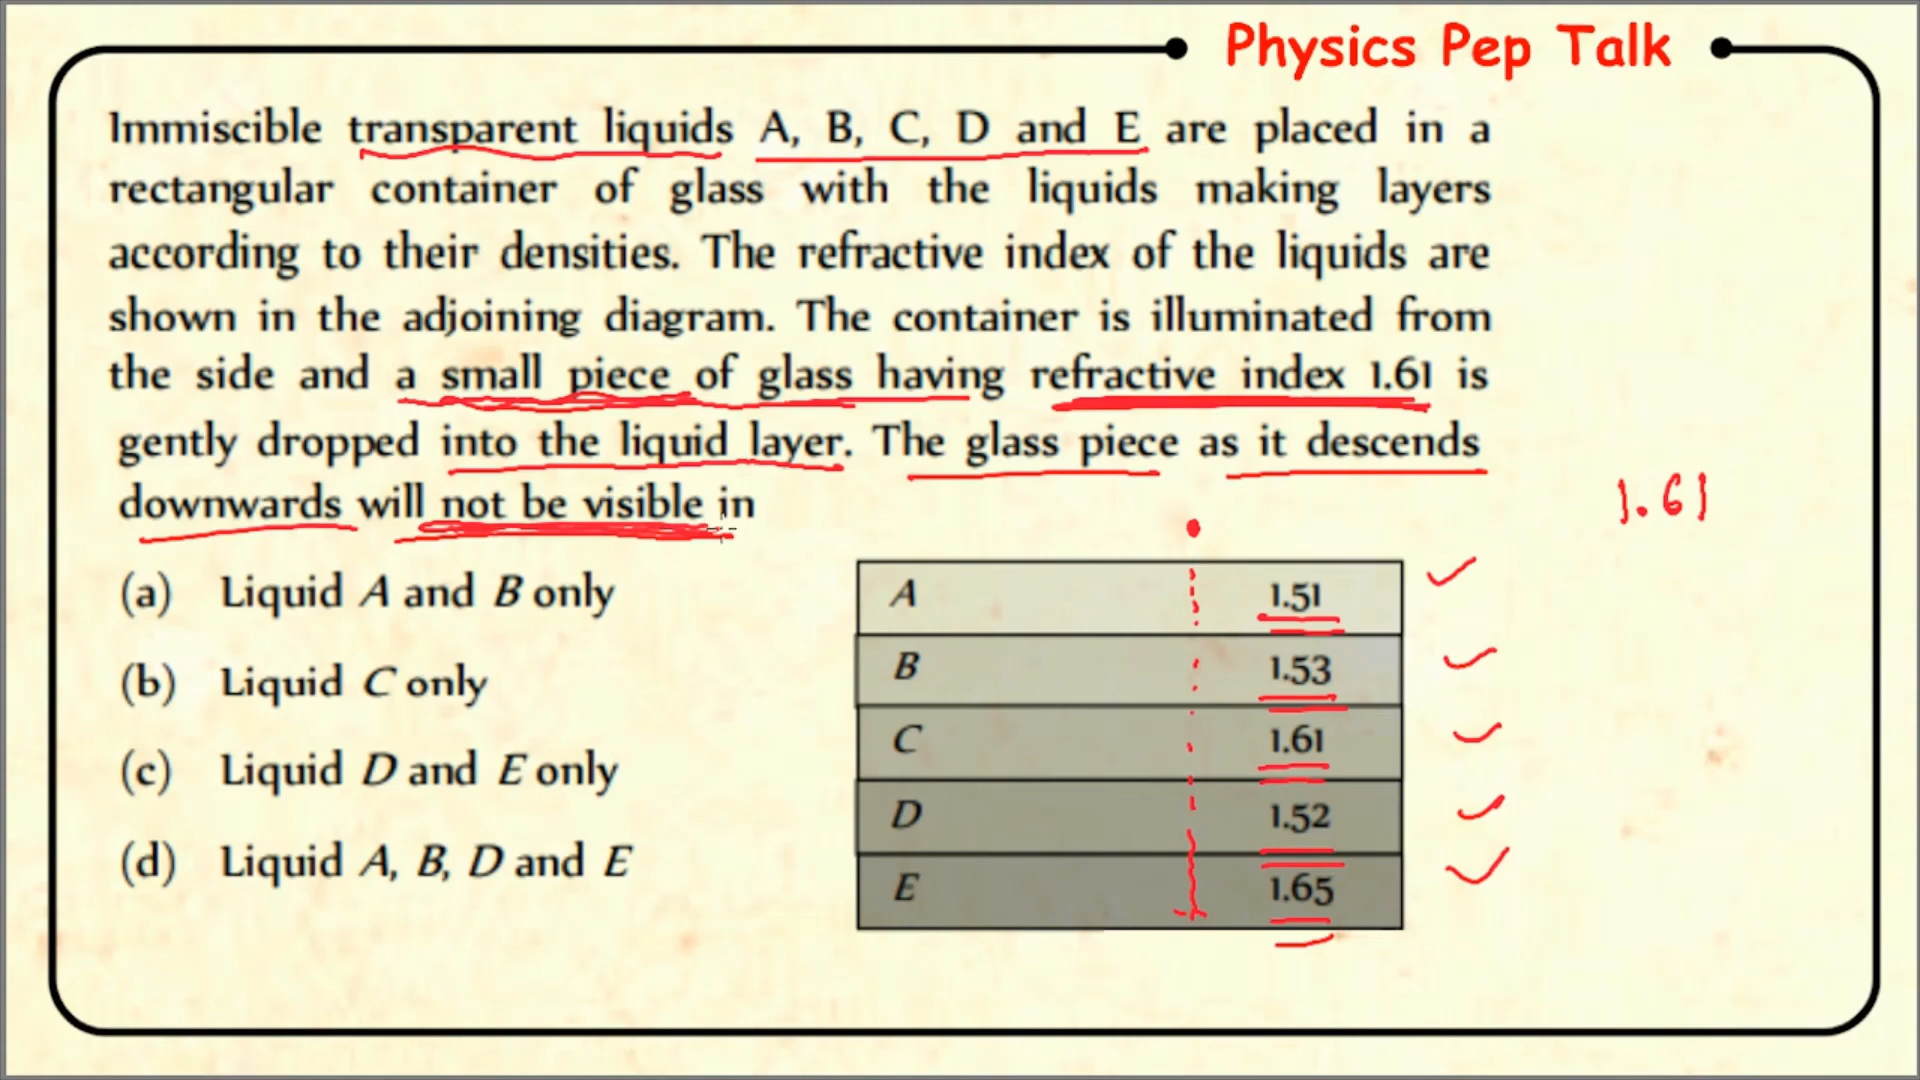 Physics Pep Talk
Immiscible transparent liquids A, B, C, D and E are placed in a
rectangular container of glass with the liquids making layers
according to their densities. The refractive index of the liquids are
shown in the adjoining diagram. The container is illuminated from
the side and a small piece of glass having refractive index 1.61 is
gently dropped into the liquid layer. The glass piece as it descends
downwards will not be visible in
1.61
(a) Liquid A and B only
(b) Liquid C only
(c) Liquid D and E only
(d) Liquid A, B, D and E
A 1.51
B 1.53
C 1.61
D 1.52
E 1.65